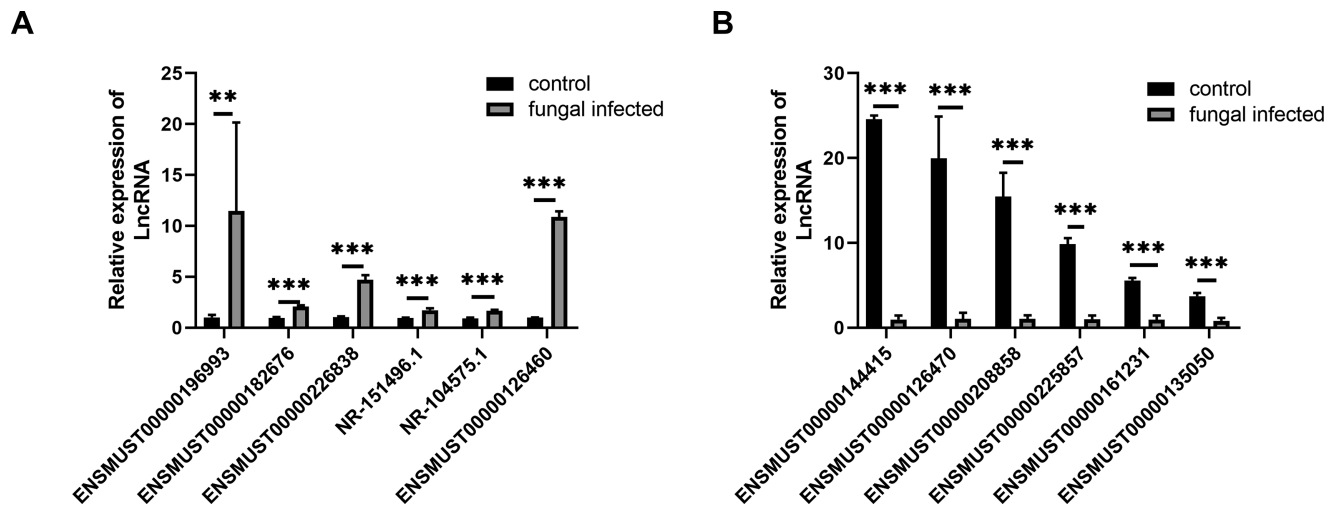 A
Relative expression of
LncRNA
25
20
15
10
5
0
control
fungal infected
**
***
***
***
***
***
ENSMUST00000196993
ENSMUST00000182676
ENSMUST00000226838
NR-151496.1
NR-104575.1
ENSMUST00000126460
B
Relative expression of
LncRNA
30
20
10
0
control
fungal infected
***
***
***
***
***
***
ENSMUST00000144415
ENSMUST00000126470
ENSMUST00000208858
ENSMUST00000225857
ENSMUST00000161231
ENSMUST00000135050